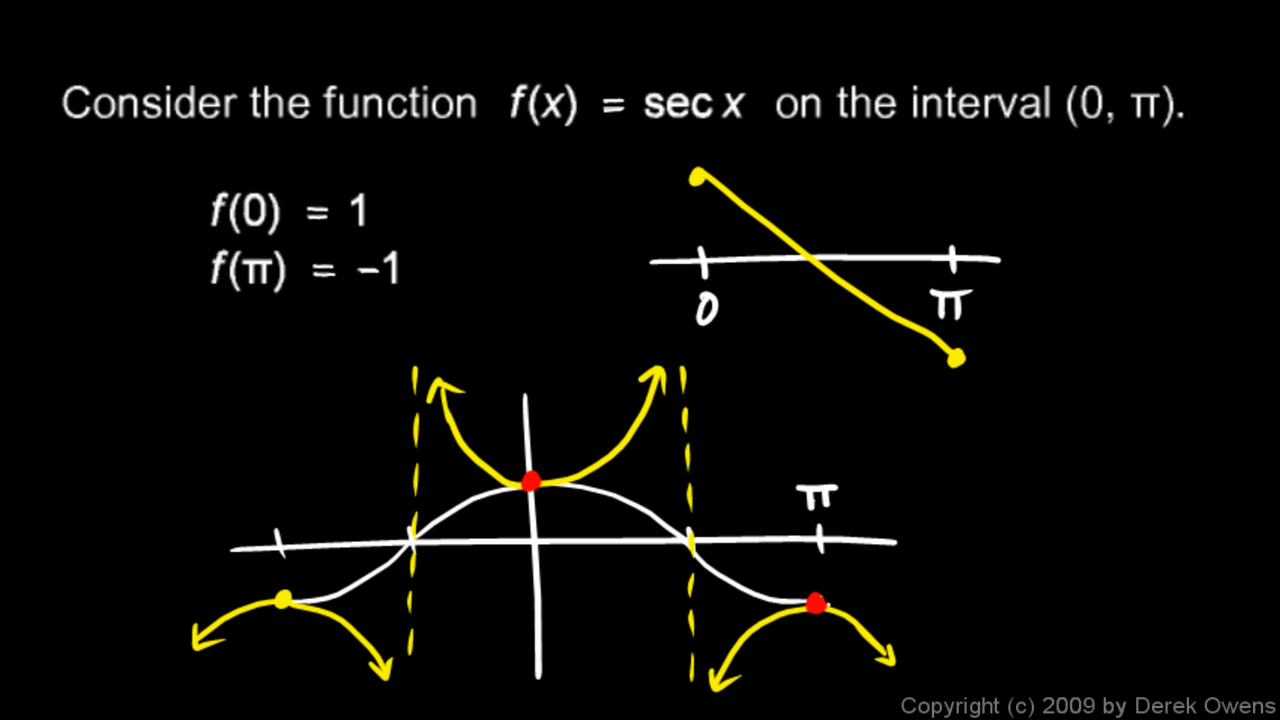 Consider the function f(x) = sec x on the interval (0, π).
f(0) = 1
f(π) = −1
0 π
π
Copyright (c) 2009 by Derek Owens